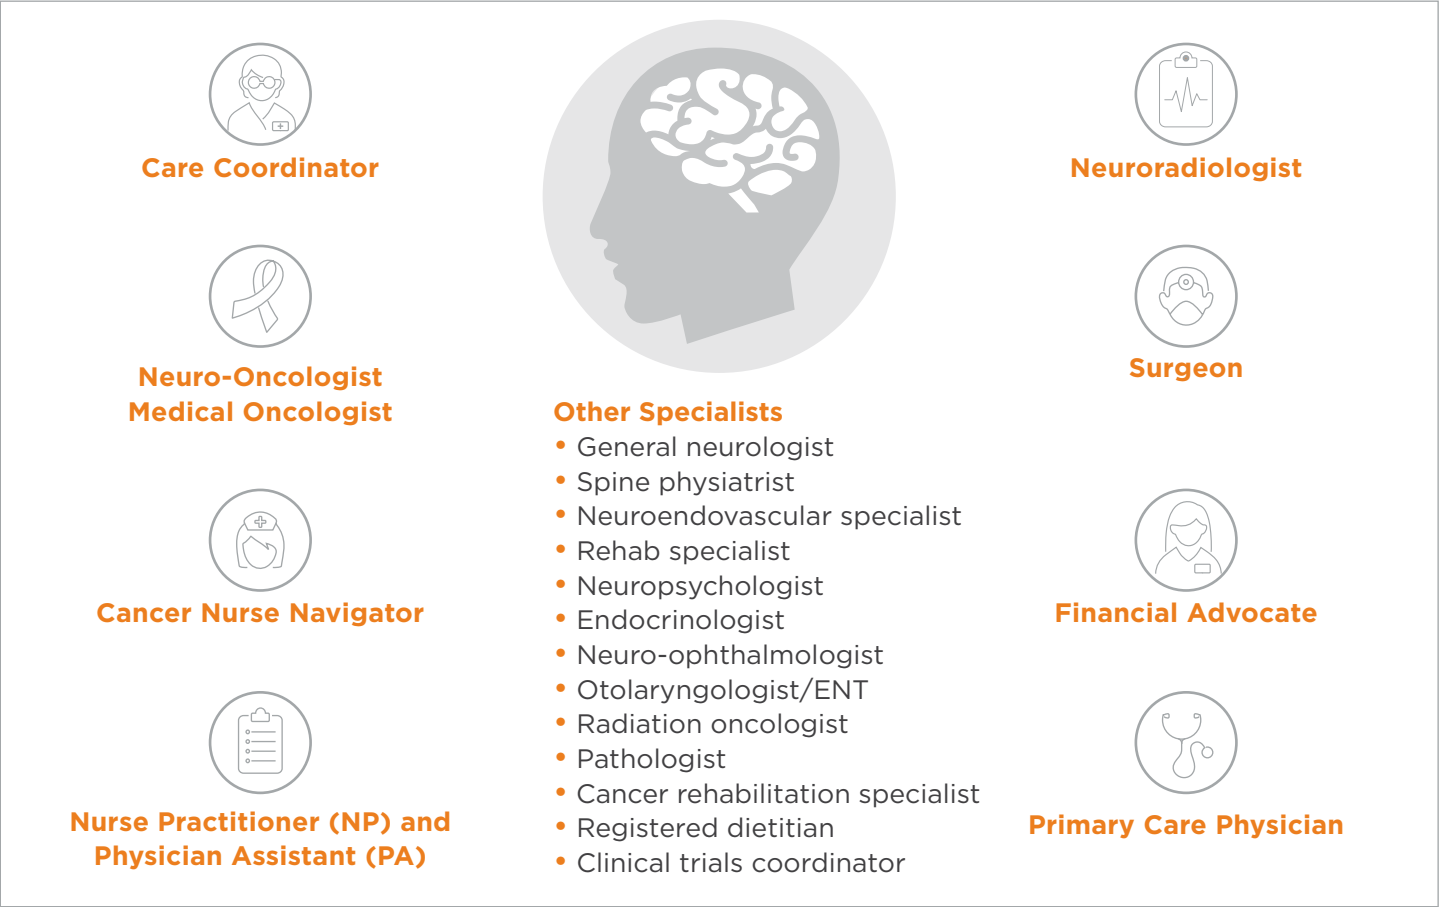 Care Coordinator
Neuro-Oncologist
Medical Oncologist
Cancer Nurse Navigator
Nurse Practitioner (NP) and
Physician Assistant (PA)
Other Specialists
• General neurologist
• Spine physiatrist
• Neuroendovascular specialist
• Rehab specialist
• Neuropsychologist
• Endocrinologist
• Neuro-ophthalmologist
• Otolaryngologist/ENT
• Radiation oncologist
• Pathologist
• Cancer rehabilitation specialist
• Registered dietitian
• Clinical trials coordinator
Neuroradiologist
Surgeon
Financial Advocate
Primary Care Physician